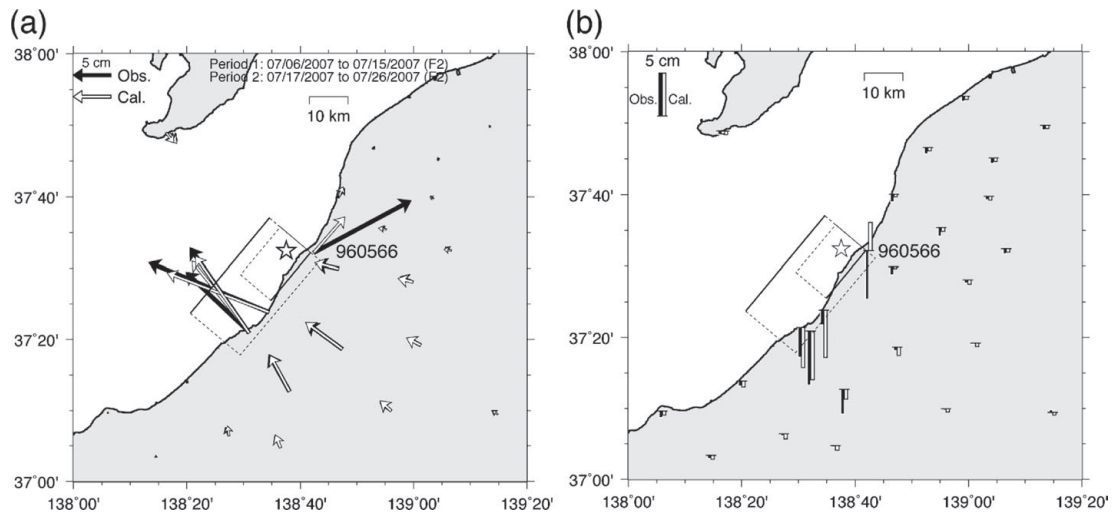 (a)
38°00'
5 cm
Obs.
Cal.
Period 1: 07/06/2007 to 07/15/2007 (F2)
Period 2: 07/17/2007 to 07/26/2007 (F2)
10 km
37°40'
960566
37°20'
37°00'
138°00' 138°20' 138°40' 139°00' 139°20'
(b)
38°00'
5 cm
Obs. Cal.
10 km
37°40'
960566
37°20'
37°00'
138°00' 138°20' 138°40' 139°00' 139°20'